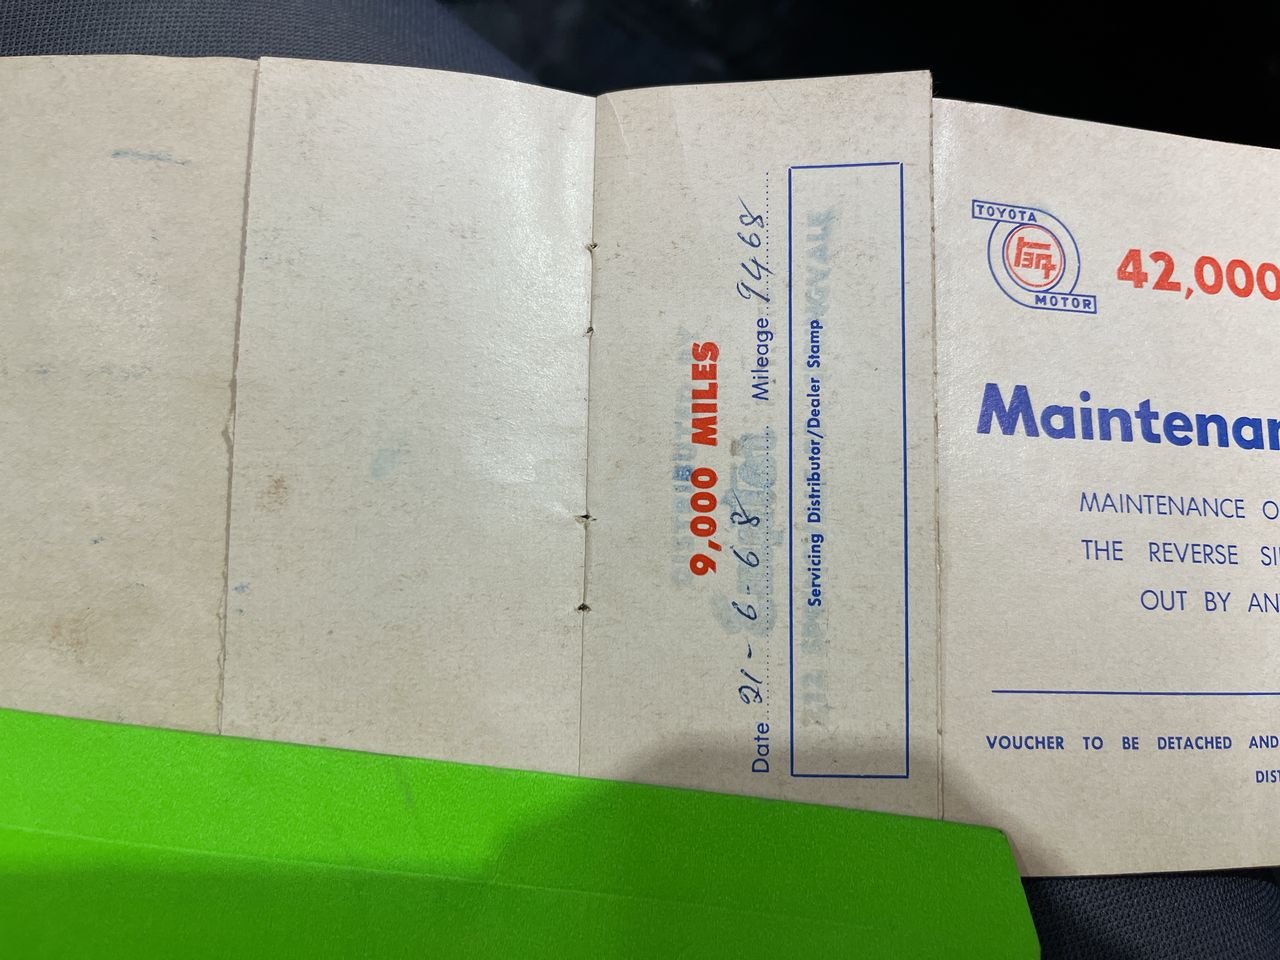 9,000 MILES
Date 21-6-68 Mileage 9468
Servicing Distributor/Dealer Stamp
TOYOTA
MOTOR
42,000
Maintenan
MAINTENANCE O
THE REVERSE SI
OUT BY AN
VOUCHER TO BE DETACHED AND
DIST